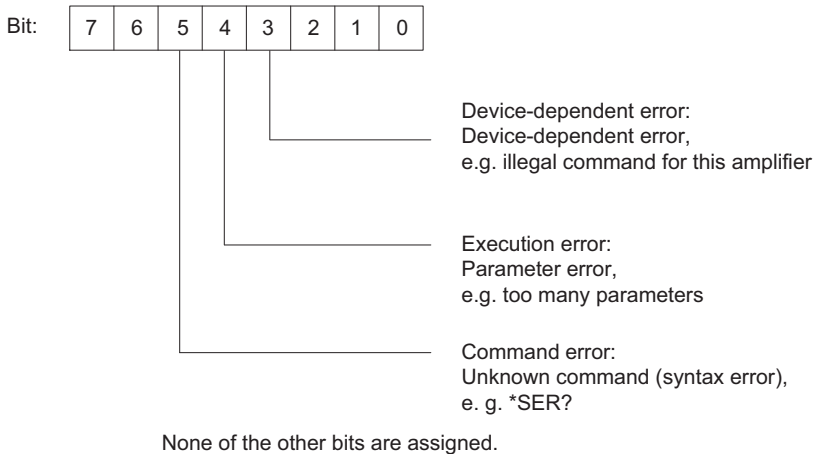 Bit: 7 6 5 4 3 2 1 0
Device-dependent error:
Device-dependent error,
e.g. illegal command for this amplifier
Execution error:
Parameter error,
e.g. too many parameters
Command error:
Unknown command (syntax error),
e. g. *SER?
None of the other bits are assigned.